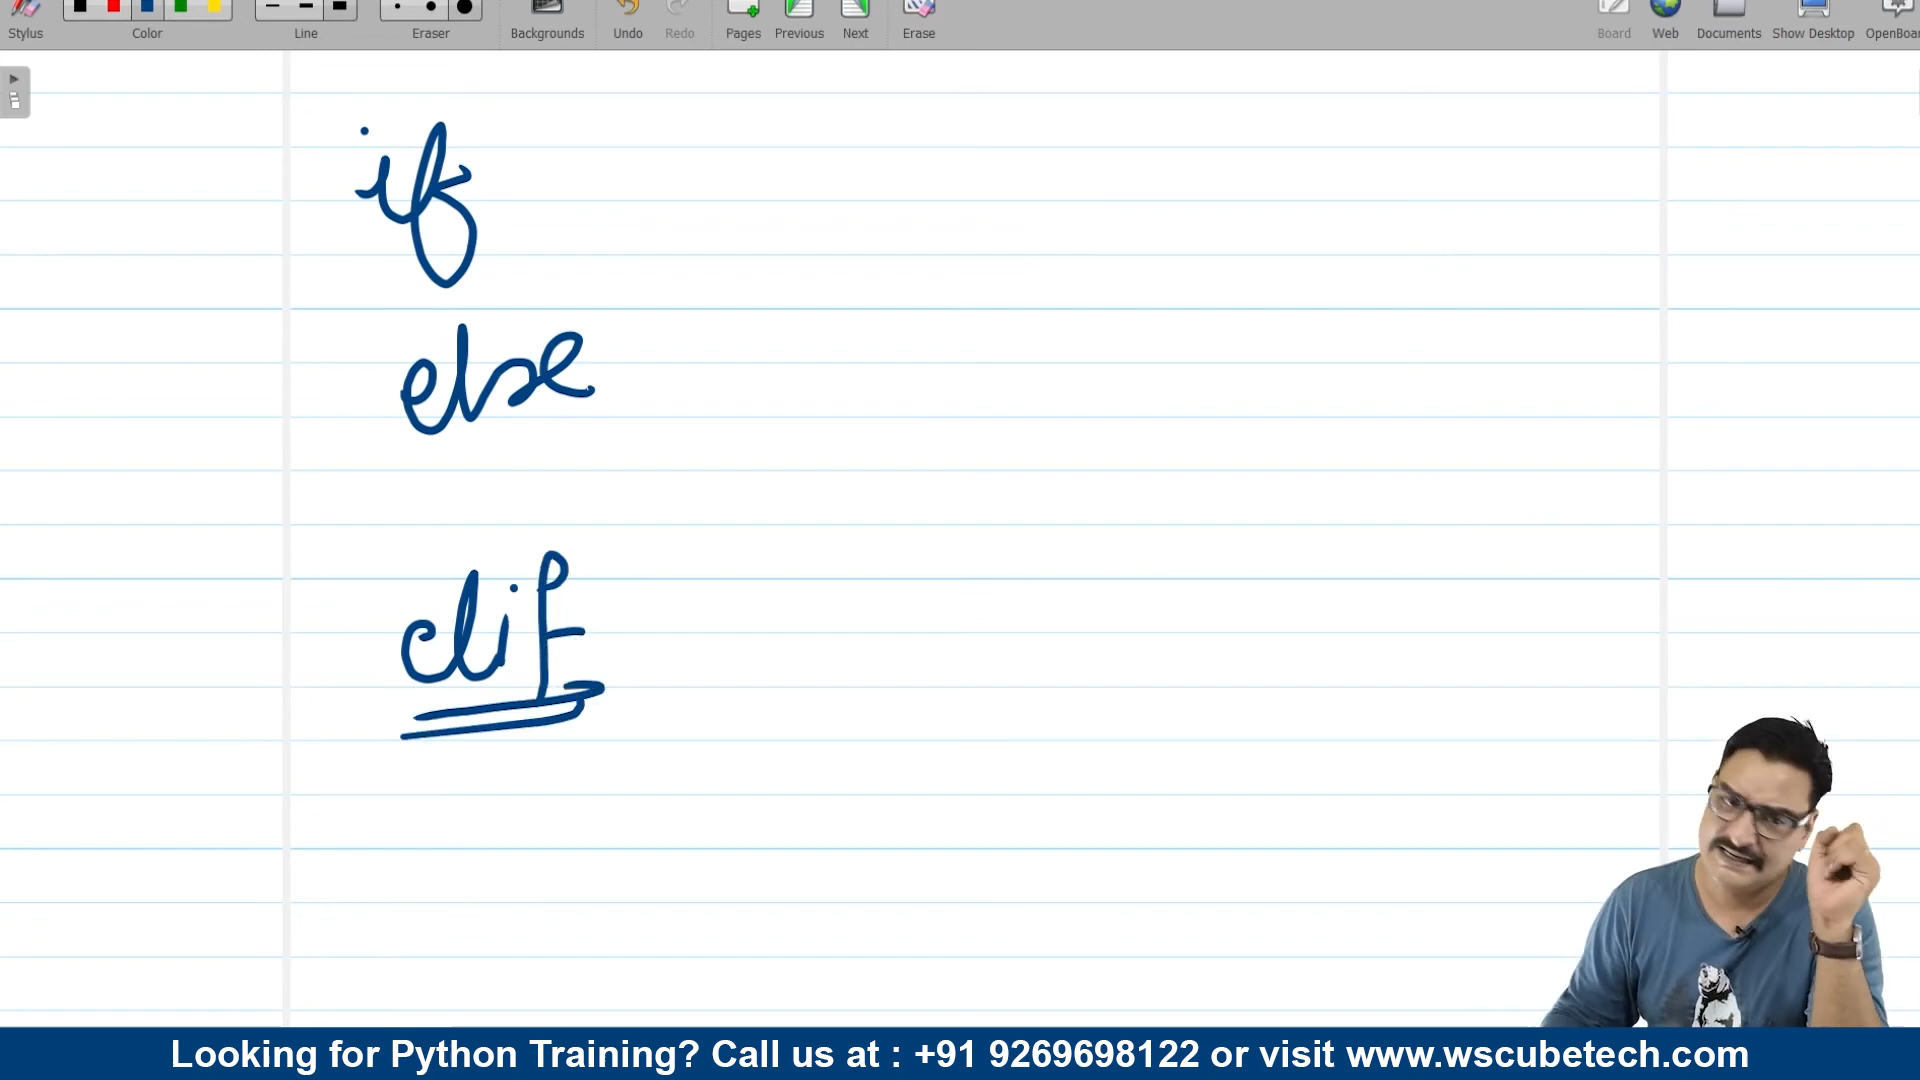 Stylus Color Line Eraser Backgrounds Undo Redo Pages Previous Next Erase Board Web Documents Show Desktop OpenBoar
if
else
elif
Looking for Python Training? Call us at : +91 9269698122 or visit www.wscubetech.com